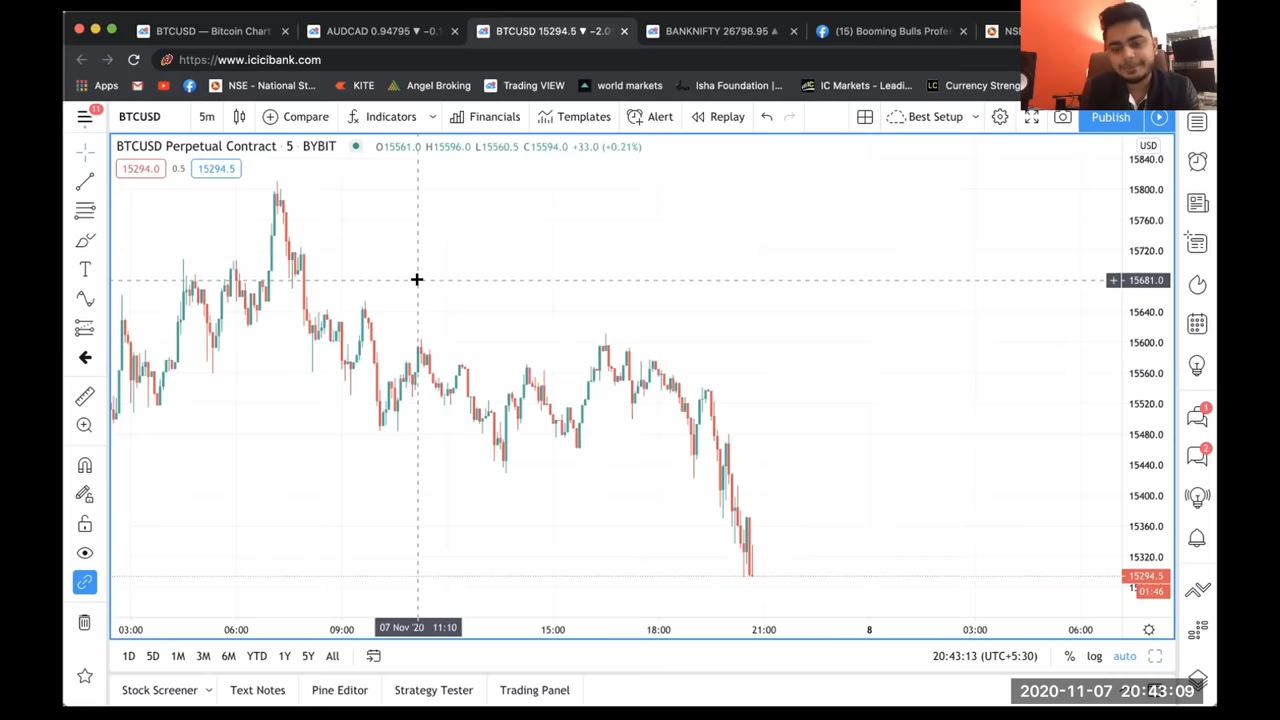 BTCUSD — Bitcoin Chart
AUDCAD 0.94795 ▼ −0.1
BTCUSD 15294.5 ▼ −2.0
BANKNIFTY 26798.95 ▲
(15) Booming Bulls Profes
NSE
https://www.icicibank.com
Apps
NSE - National St...
KITE
Angel Broking
Trading VIEW
world markets
Isha Foundation |...
IC Markets - Leadi...
LC
Currency Streng
11
BTCUSD
5m
Compare
Indicators
Financials
Templates
Alert
Replay
Best Setup
Publish
BTCUSD Perpetual Contract · 5 · BYBIT
O15561.0 H15596.0 L15560.5 C15594.0 +33.0 (+0.21%)
USD
15294.0
0.5
15294.5
15840.0
15800.0
15760.0
15720.0
15681.0
15640.0
15600.0
15560.0
15520.0
15480.0
15440.0
15400.0
15360.0
15320.0
15294.5
01:46
1
2
03:00
06:00
09:00
07 Nov '20 11:10
15:00
18:00
21:00
8
03:00
06:00
1D
5D
1M
3M
6M
YTD
1Y
5Y
All
20:43:13 (UTC+5:30)
%
log
auto
Stock Screener
Text Notes
Pine Editor
Strategy Tester
Trading Panel
2020-11-07 20:43:09